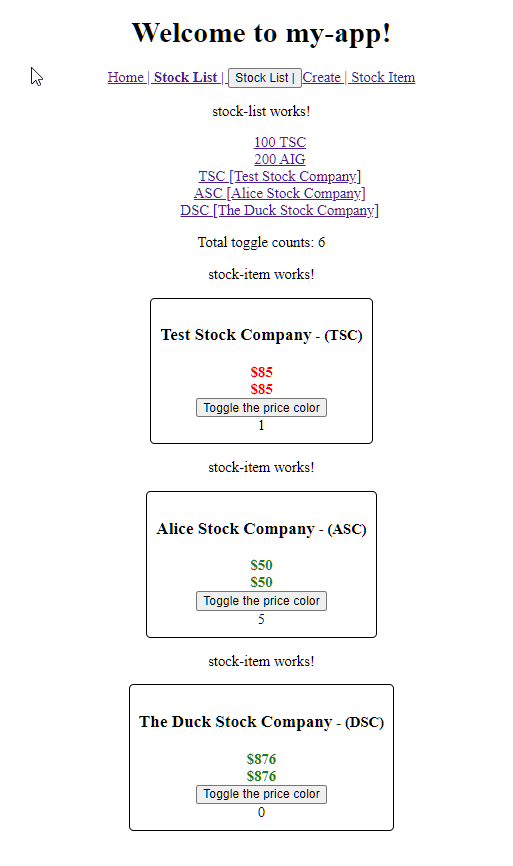 Welcome to my-app!
Home | Stock List | Stock List | Create | Stock Item
stock-list works!
100 TSC
200 AIG
TSC [Test Stock Company]
ASC [Alice Stock Company]
DSC [The Duck Stock Company]
Total toggle counts: 6
stock-item works!
Test Stock Company - (TSC)
$85
$85
Toggle the price color
1
stock-item works!
Alice Stock Company - (ASC)
$50
$50
Toggle the price color
5
stock-item works!
The Duck Stock Company - (DSC)
$876
$876
Toggle the price color
0